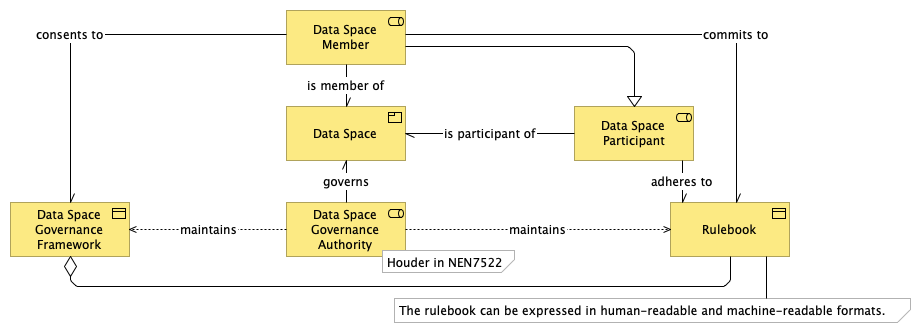 consents to
Data Space
Member
commits to
is member of
Data Space
is participant of
Data Space
Participant
governs
adheres to
Data Space
Governance
Framework
maintains
Data Space
Governance
Authority
maintains
Rulebook
Houder in NEN7522
The rulebook can be expressed in human-readable and machine-readable formats.